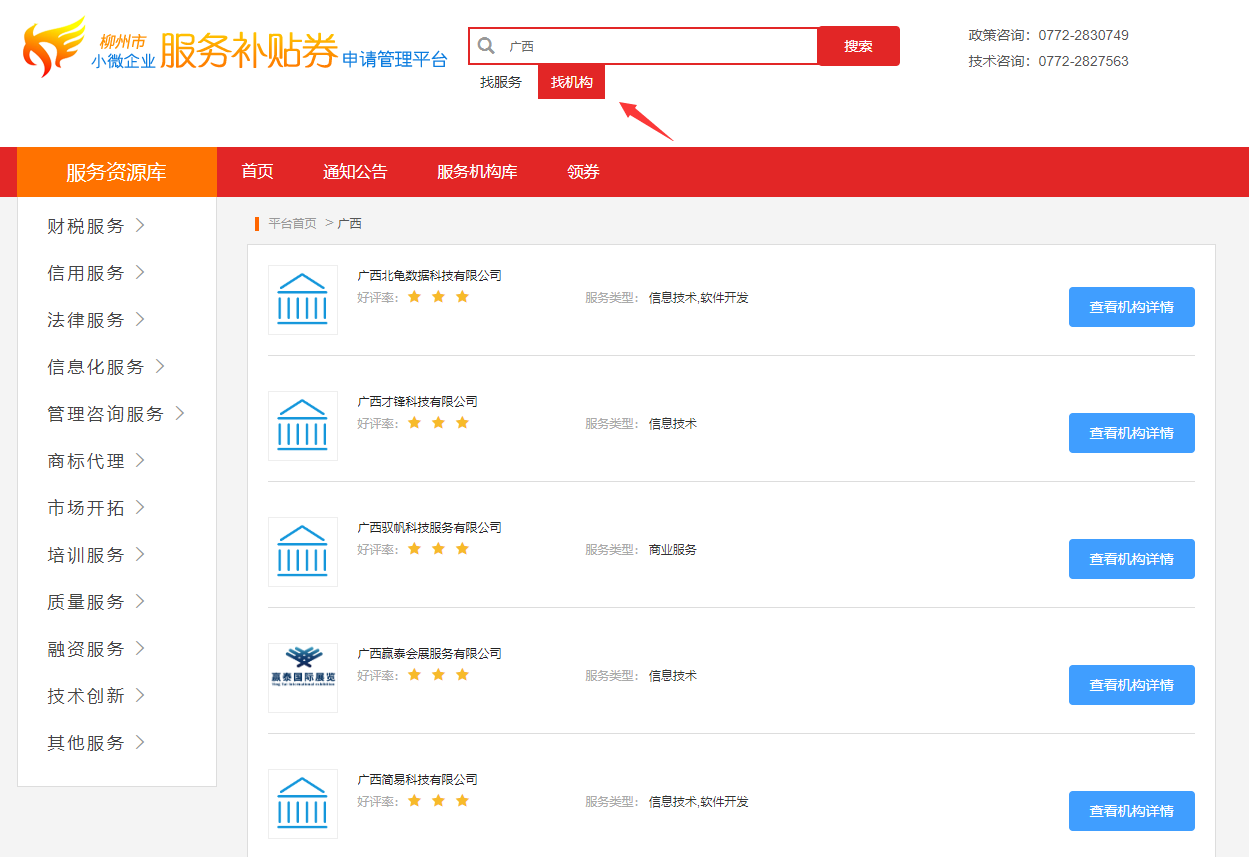 柳州市
小微企业 服务补贴券 申请管理平台
广西
搜索
找服务 找机构
政策咨询：0772-2830749
技术咨询：0772-2827563
服务资源库 首页 通知公告 服务机构库 领券
财税服务
信用服务
法律服务
信息化服务
管理咨询服务
商标代理
市场开拓
培训服务
质量服务
融资服务
技术创新
其他服务
平台首页 > 广西
广西北龟数据科技有限公司
好评率： 服务类型： 信息技术,软件开发
查看机构详情
广西才锋科技有限公司
好评率： 服务类型： 信息技术
查看机构详情
广西驭帆科技服务有限公司
好评率： 服务类型： 商业服务
查看机构详情
赢泰国际展览
广西赢泰会展服务有限公司
好评率： 服务类型： 信息技术
查看机构详情
广西简易科技有限公司
好评率： 服务类型： 信息技术,软件开发
查看机构详情